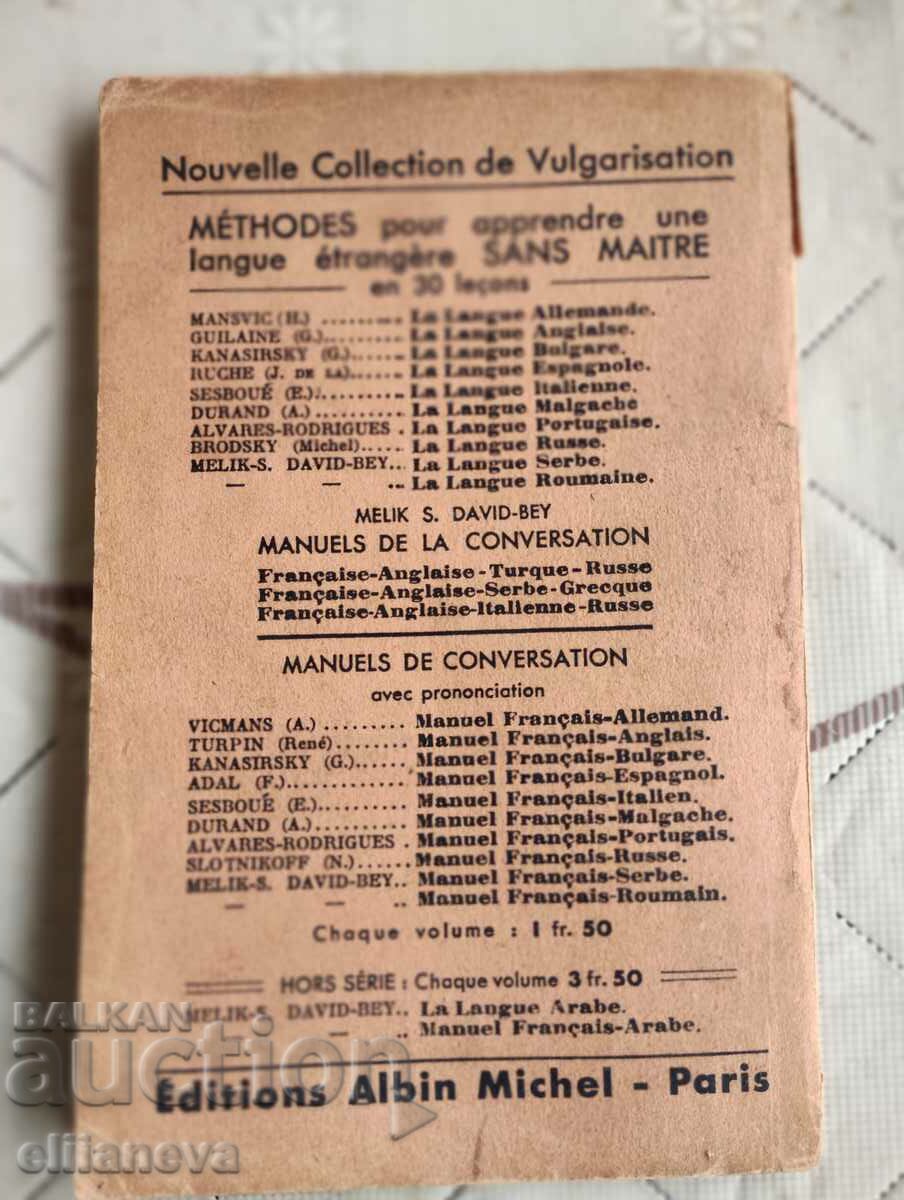 Nouvelle Collection de Vulgarisation
MÉTHODES pour apprendre une
langue étrangère SANS MAITRE
en 30 leçons
MANSVIC (H.) ......... La Langue Allemande.
GUILAINE (G.)......... La Langue Anglaise.
KANASIRSKY (G.)...... La Langue Bulgare.
RUCHE (J. DE LA)...... La Langue Espagnole.
SESBOUÉ (E.).......... La Langue Italienne.
DURAND (A.) .......... La Langue Malgache
ALVARES-RODRIGUES . La Langue Portugaise.
BRODSKY (Michel)..... La Langue Russe.
MELIK-S. DAVID-BEY.. La Langue Serbe.
— — .. La Langue Roumaine.
MELIK S. DAVID-BEY
MANUELS DE LA CONVERSATION
Française-Anglaise-Turque-Russe
Française-Anglaise-Serbe-Grecque
Française-Anglaise-Italienne-Russe
MANUELS DE CONVERSATION
avec prononciation
VICMANS (A.) ......... Manuel Français-Allemand.
TURPIN (René)........ Manuel Français-Anglais.
KANASIRSKY (G.)...... Manuel Français-Bulgare.
ADAL (F.)............. Manuel Français-Espagnol.
SESBOUÉ (E.).......... Manuel Français-Italien.
DURAND (A.).......... Manuel Français-Malgache.
ALVARES-RODRIGUES . Manuel Français-Portugais.
SLOTNIKOFF (N.)...... Manuel Français-Russe.
MELIK-S. DAVID-BEY.. Manuel Français-Serbe.
— — .. Manuel Français-Roumain.
Chaque volume : 1 fr. 50
HORS SÉRIE : Chaque volume 3 fr. 50
MELIK-S. DAVID-BEY.. La Langue Arabe.
— .. Manuel Français-Arabe.
Éditions Albin Michel - Paris
BALKAN
auction
eliianeva